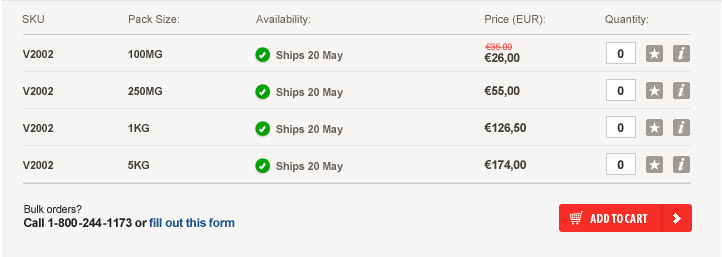 SKU Pack Size: Availability: Price (EUR): Quantity:
€35.00
V2002 100MG Ships 20 May €26,00 0
V2002 250MG Ships 20 May €55,00 0
V2002 1KG Ships 20 May €126,50 0
V2002 5KG Ships 20 May €174,00 0
Bulk orders?
Call 1-800-244-1173 or fill out this form
ADD TO CART